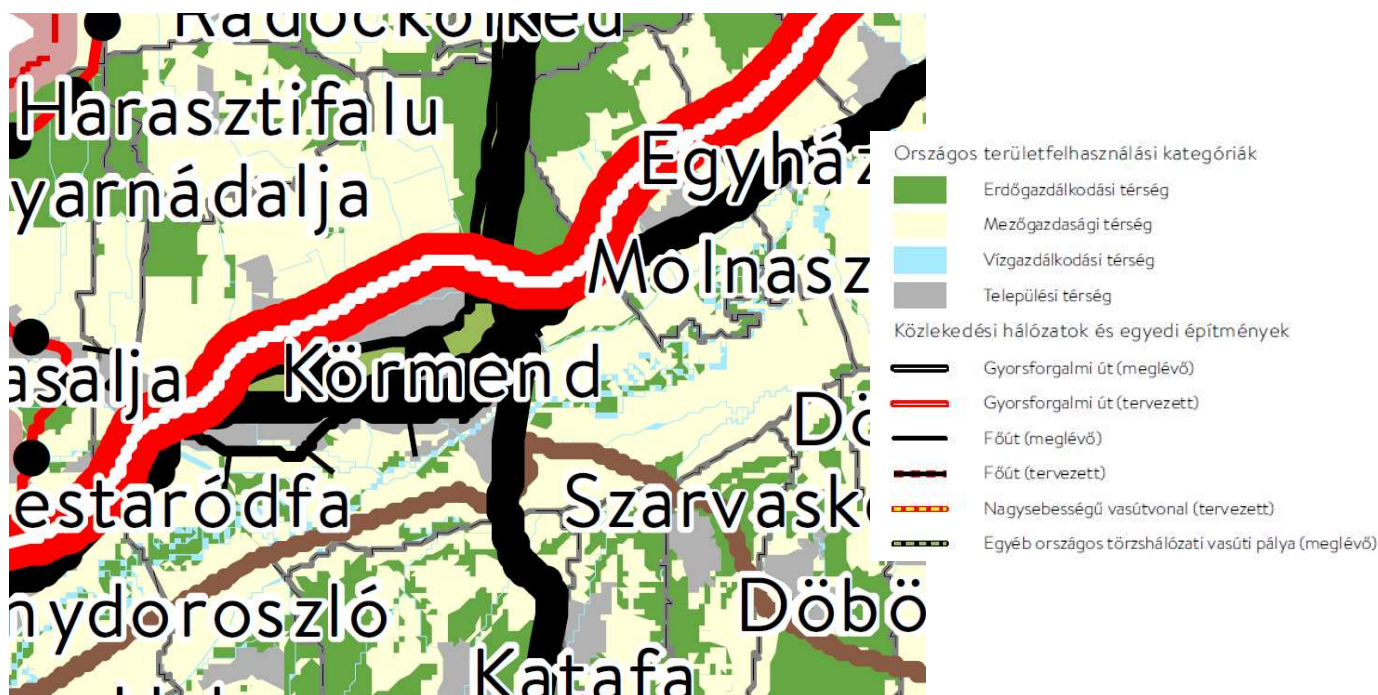 Radóckölked
Harasztifalu
Egyház
yarnádalja
Molnasz
Körmend
asalja
Dö
estaródfa
Szarvask
nydoroszló
Döbö
Katafa
Országos területfelhasználási kategóriák
Erdőgazdálkodási térség
Mezőgazdasági térség
Vízgazdálkodási térség
Települési térség
Közlekedési hálózatok és egyedi építmények
Gyorsforgalmi út (meglévő)
Gyorsforgalmi út (tervezett)
Főút (meglévő)
Főút (tervezett)
Nagysebességű vasútvonal (tervezett)
Egyéb országos törzshálózati vasúti pálya (meglévő)